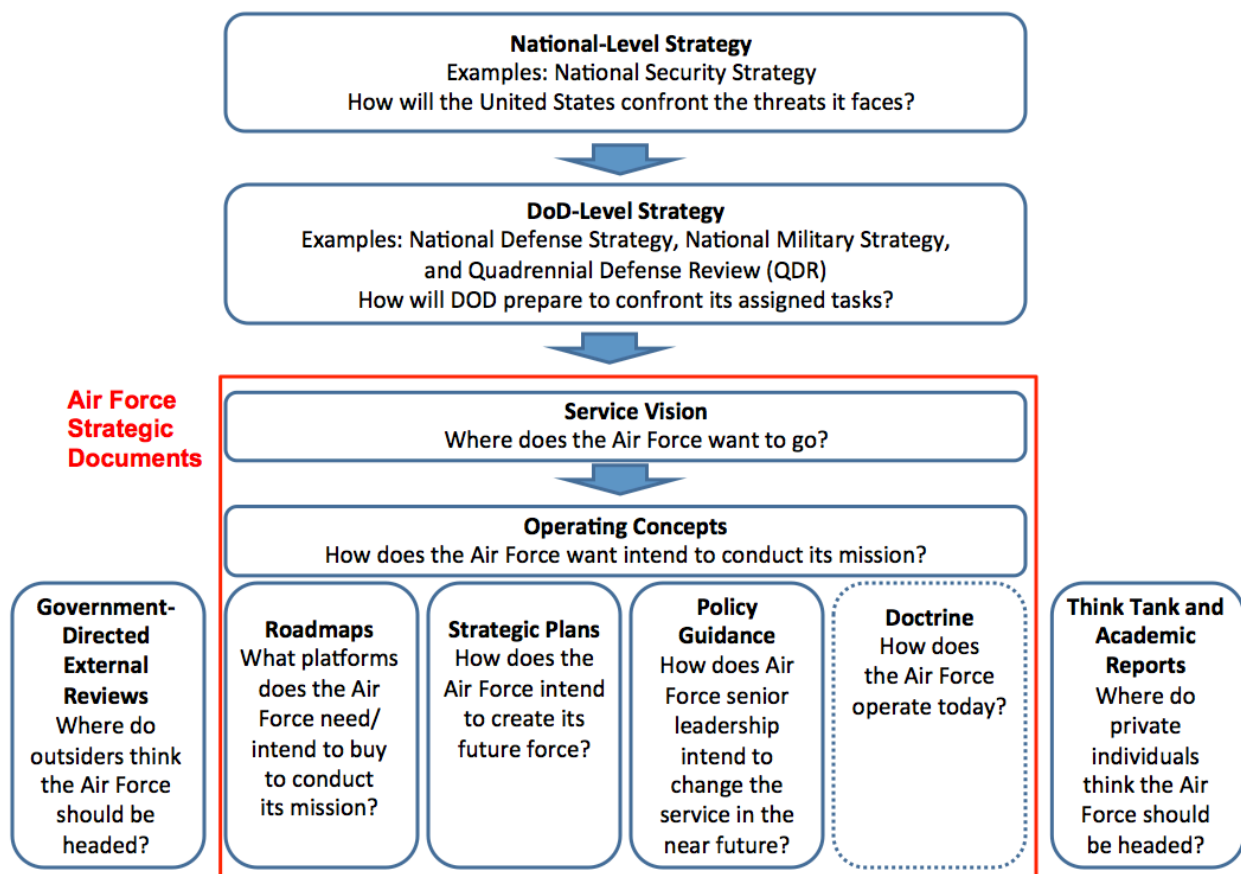 National-Level Strategy
Examples: National Security Strategy
How will the United States confront the threats it faces?
DoD-Level Strategy
Examples: National Defense Strategy, National Military Strategy,
and Quadrennial Defense Review (QDR)
How will DOD prepare to confront its assigned tasks?
Air Force
Strategic
Documents
Service Vision
Where does the Air Force want to go?
Operating Concepts
How does the Air Force want intend to conduct its mission?
Government-
Directed
External
Reviews
Where do
outsiders think
the Air Force
should be
headed?
Roadmaps
What platforms
does the Air
Force need/
intend to buy
to conduct
its mission?
Strategic Plans
How does the
Air Force intend
to create its
future force?
Policy
Guidance
How does Air
Force senior
leadership
intend to
change the
service in the
near future?
Doctrine
How does
the Air Force
operate today?
Think Tank and
Academic
Reports
Where do
private
individuals
think the Air
Force should
be headed?